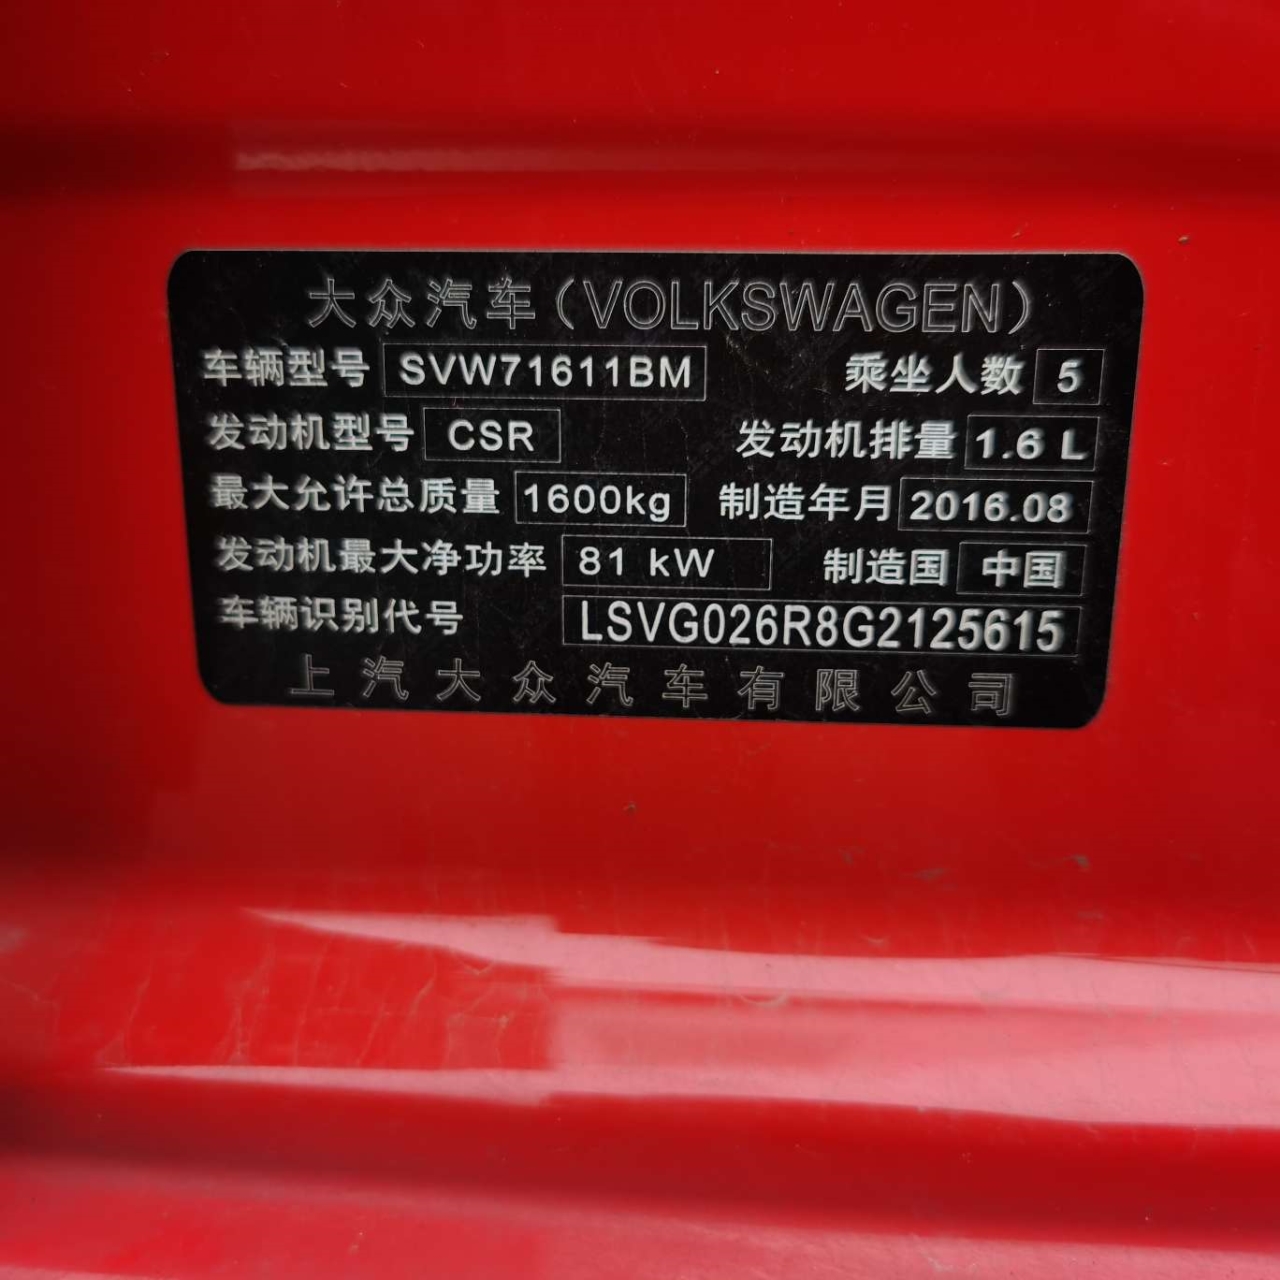 大众汽车(VOLKSWAGEN)
车辆型号 SVW71611BM 乘坐人数 5
发动机型号 CSR 发动机排量 1.6 L
最大允许总质量 1600kg 制造年月 2016.08
发动机最大净功率 81 kW 制造国 中国
车辆识别代号 LSVG026R8G2125615
上汽大众汽车有限公司